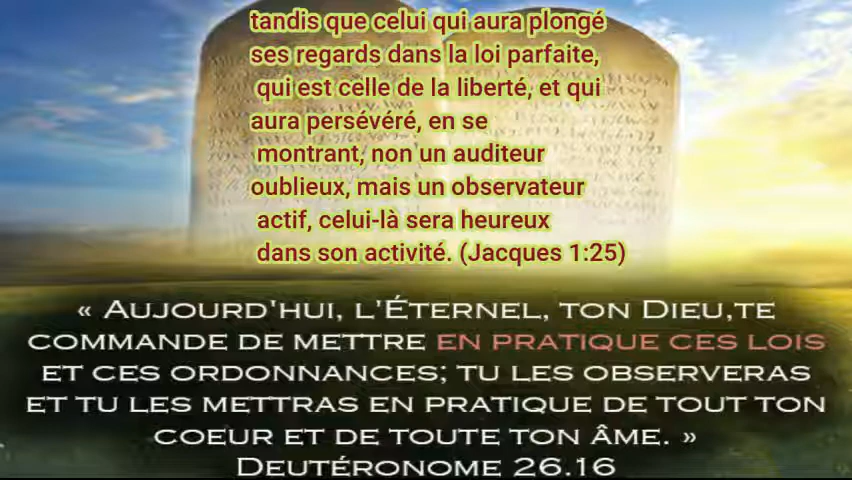 tandis que celui qui aura plongé
ses regards dans la loi parfaite,
qui est celle de la liberté, et qui
aura persévéré, en se
montrant, non un auditeur
oublieux, mais un observateur
actif, celui-là sera heureux
dans son activité. (Jacques 1:25)
« AUJOURD'HUI, L'ÉTERNEL, TON DIEU,TE
COMMANDE DE METTRE EN PRATIQUE CES LOIS
ET CES ORDONNANCES; TU LES OBSERVERAS
ET TU LES METTRAS EN PRATIQUE DE TOUT TON
COEUR ET DE TOUTE TON ÂME. »
DEUTÉRONOME 26.16